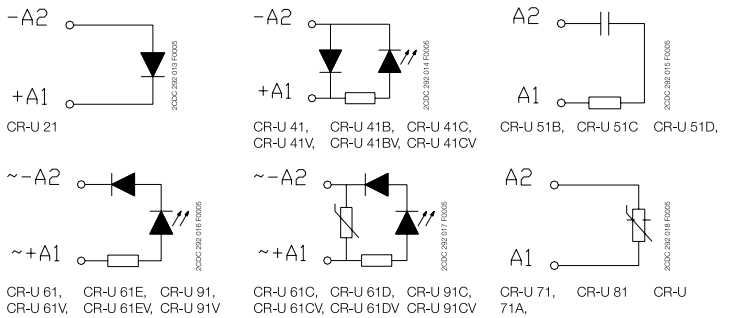 -A2
+A1
2CDC 292 013 F0005
CR-U 21
-A2
+A1
2CDC 292 014 F0005
CR-U 41, CR-U 41B, CR-U 41C,
CR-U 41V, CR-U 41BV, CR-U 41CV
A2
A1
2CDC 292 015 F0005
CR-U 51B, CR-U 51C CR-U 51D,
~-A2
~+A1
2CDC 292 016 F0005
CR-U 61, CR-U 61E, CR-U 91,
CR-U 61V, CR-U 61EV, CR-U 91V
~-A2
~+A1
2CDC 292 017 F0005
CR-U 61C, CR-U 61D, CR-U 91C,
CR-U 61CV, CR-U 61DV CR-U 91CV
A2
A1
2CDC 292 018 F0005
CR-U 71, CR-U 81 CR-U
71A,